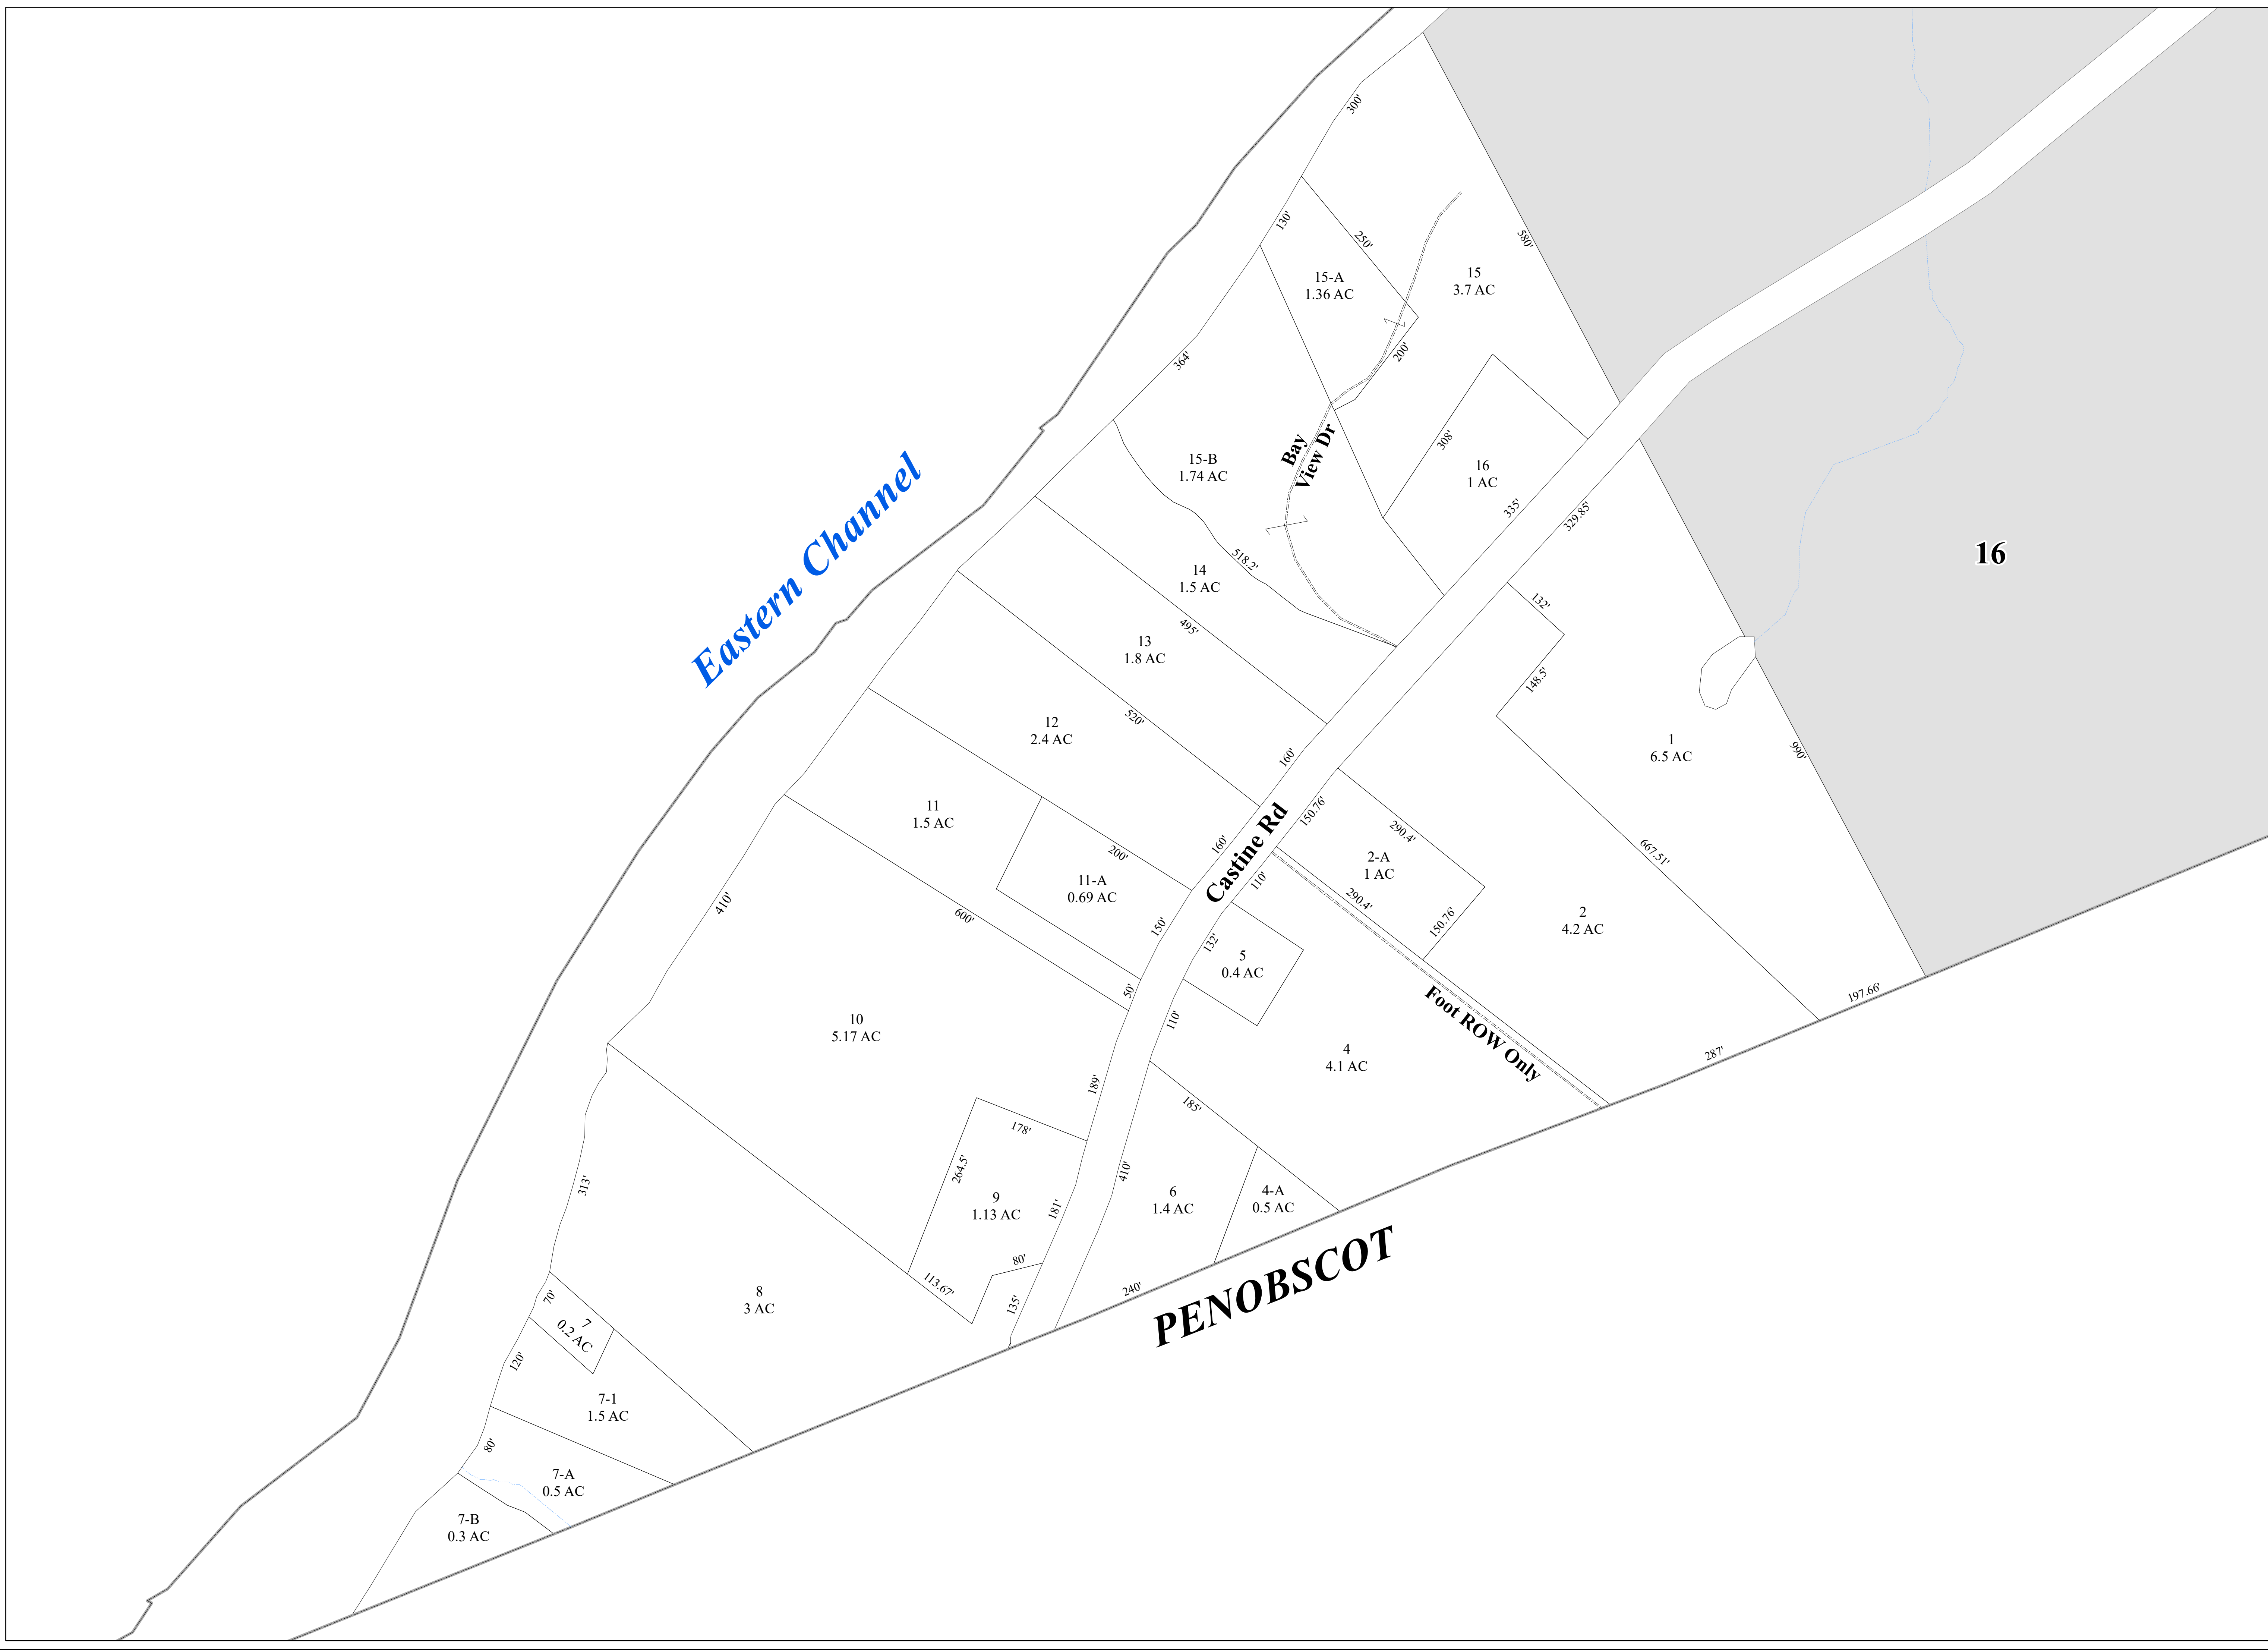 300'
130'
250'
580'
15-A
1.36 AC
15
3.7 AC
364'
200'
308'
Bay
View Dr
15-B
1.74 AC
16
1 AC
335'
329.85'
Eastern Channel
16
518.2'
14
1.5 AC
132'
495'
13
1.8 AC
148.5'
12
2.4 AC
520'
160'
1
6.5 AC
990'
11
1.5 AC
150.76'
290.4'
160'
Castine Rd
200'
667.51'
2-A
1 AC
11-A
0.69 AC
110'
290.4'
410'
600'
150'
150.76'
2
4.2 AC
132'
5
0.4 AC
50'
197.66'
10
5.17 AC
110'
Foot ROW Only
4
4.1 AC
287'
189'
185'
178'
264.5'
410'
313'
9
1.13 AC
181'
6
1.4 AC
4-A
0.5 AC
80'
113.67'
240'
PENOBSCOT
8
3 AC
135'
70'
7
0.2 AC
120'
7-1
1.5 AC
80'
7-A
0.5 AC
7-B
0.3 AC